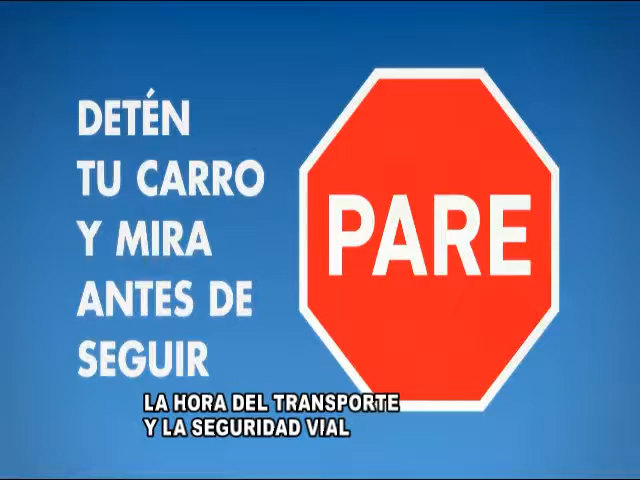 DETÉN
TU CARRO
Y MIRA
ANTES DE
SEGUIR
PARE
LA HORA DEL TRANSPORTE
Y LA SEGURIDAD VIAL